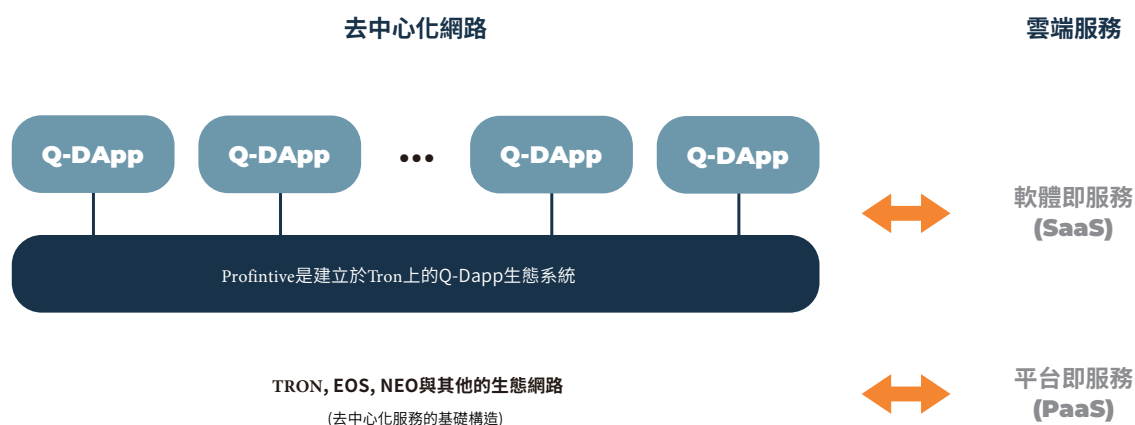 去中心化網路
雲端服務
Q-DApp
Q-DApp
•••
Q-DApp
Q-DApp
軟體即服務
(SaaS)
Profintive是建立於Tron上的Q-Dapp生態系統
TRON, EOS, NEO與其他的生態網路
(去中心化服務的基礎構造)
平台即服務
(PaaS)